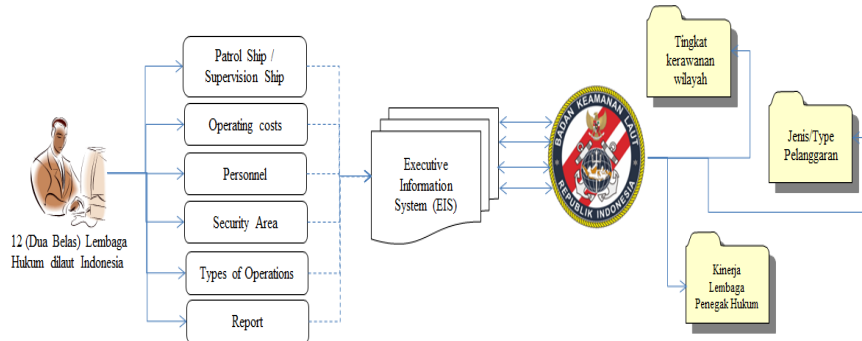 12 (Dua Belas) Lembaga
Hukum dilaut Indonesia
Patrol Ship /
Supervision Ship
Operating costs
Personnel
Security Area
Types of Operations
Report
Executive
Information
System (EIS)
BADAN KEAMANAN LAUT
REPUBLIK INDONESIA
Tingkat
kerawanan
wilayah
Jenis/Type
Pelanggaran
Kinerja
Lembaga
Penegak Hukum